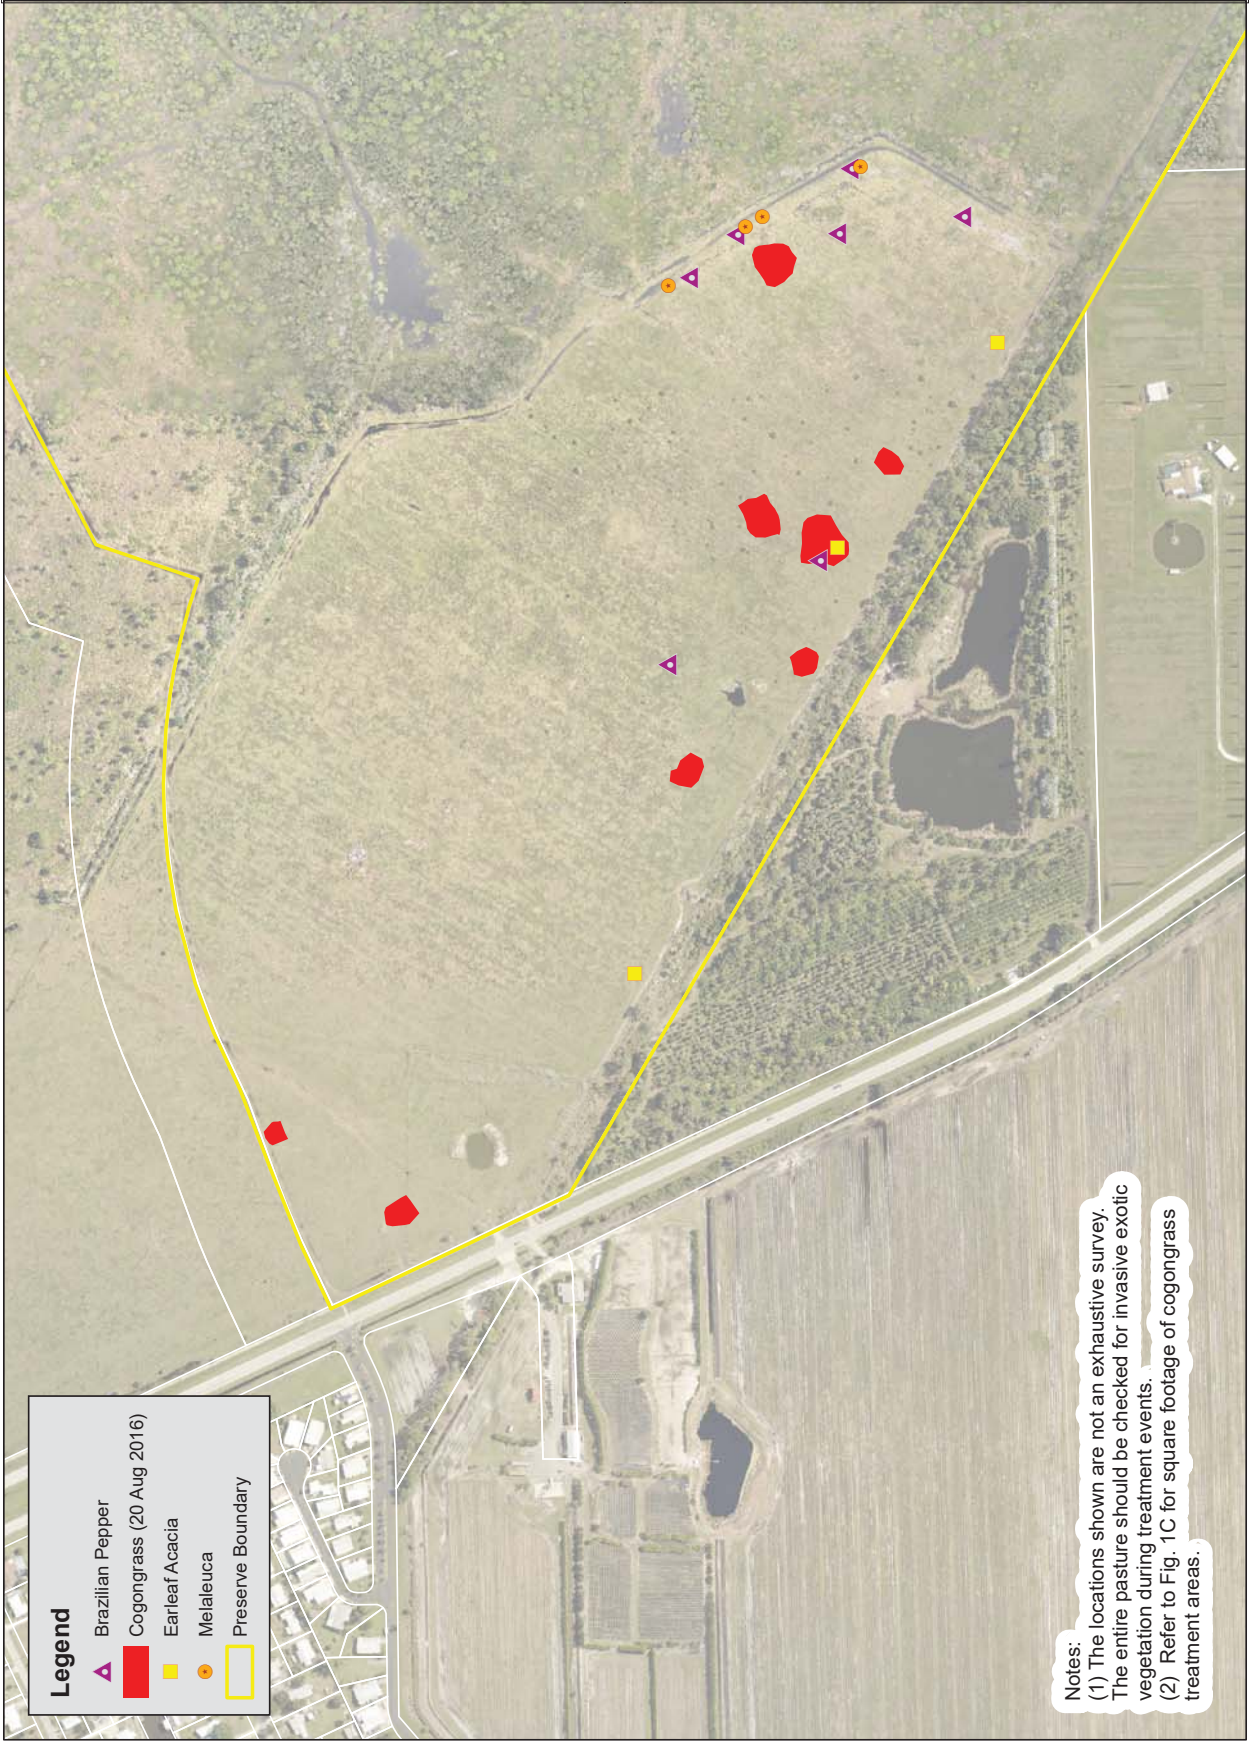 Legend
Brazilian Pepper
Cogongrass (20 Aug 2016)
Earleaf Acacia
Melaleuca
Preserve Boundary
Notes:
(1) The locations shown are not an exhaustive survey.
The entire pasture should be checked for invasive exotic
vegetation during treatment events.
(2) Refer to Fig. 1C for square footage of cogongrass
treatment areas.